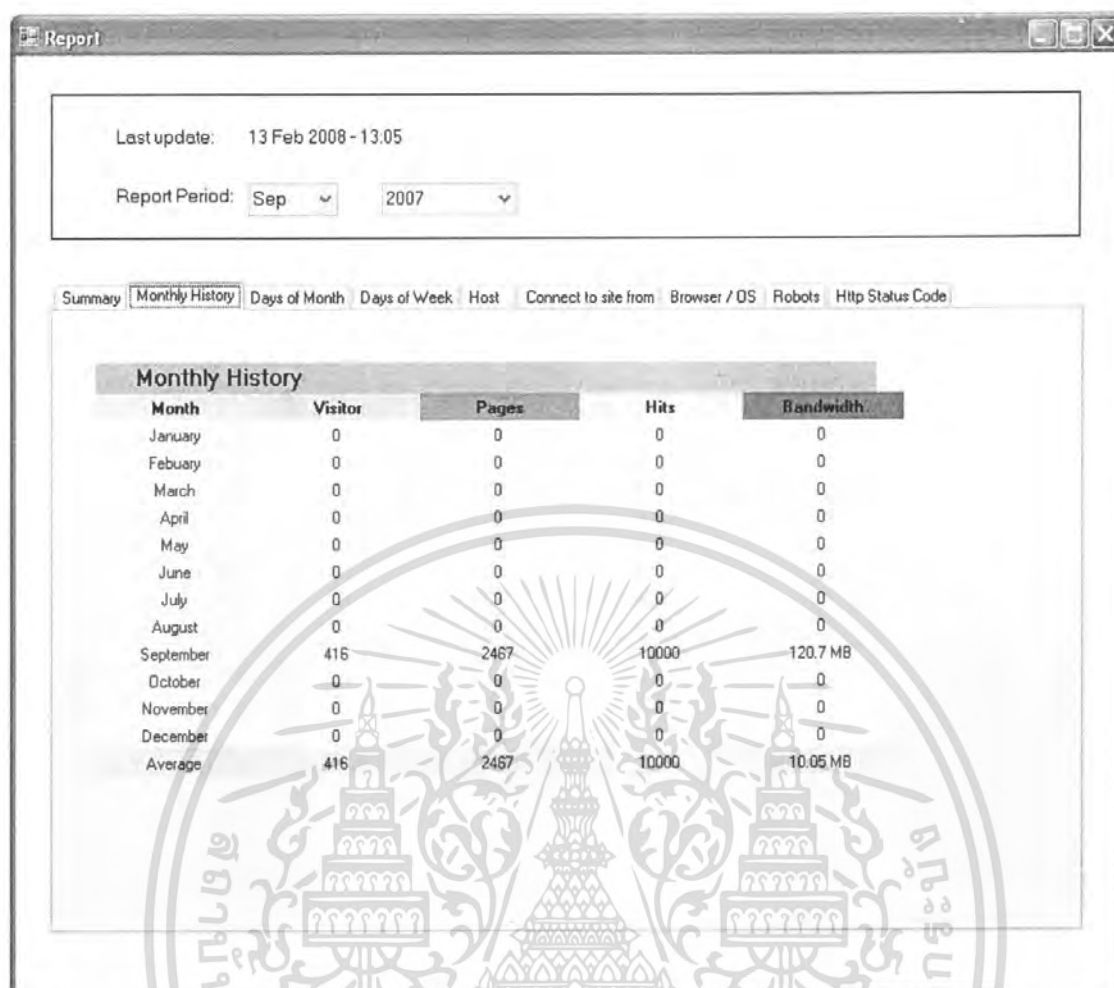 Report
Last update: 13 Feb 2008 - 13:05
Report Period: Sep 2007
Summary Monthly History Days of Month Days of Week Host Connect to site from Browser / OS Robots Http Status Code
Monthly History
Month Visitor Pages Hits Bandwidth
January 0 0 0 0
Febuary 0 0 0 0
March 0 0 0 0
April 0 0 0 0
May 0 0 0 0
June 0 0 0 0
July 0 0 0 0
August 0 0 0 0
September 416 2467 10000 120.7 MB
October 0 0 0 0
November 0 0 0 0
December 0 0 0 0
Average 416 2467 10000 10.05 MB